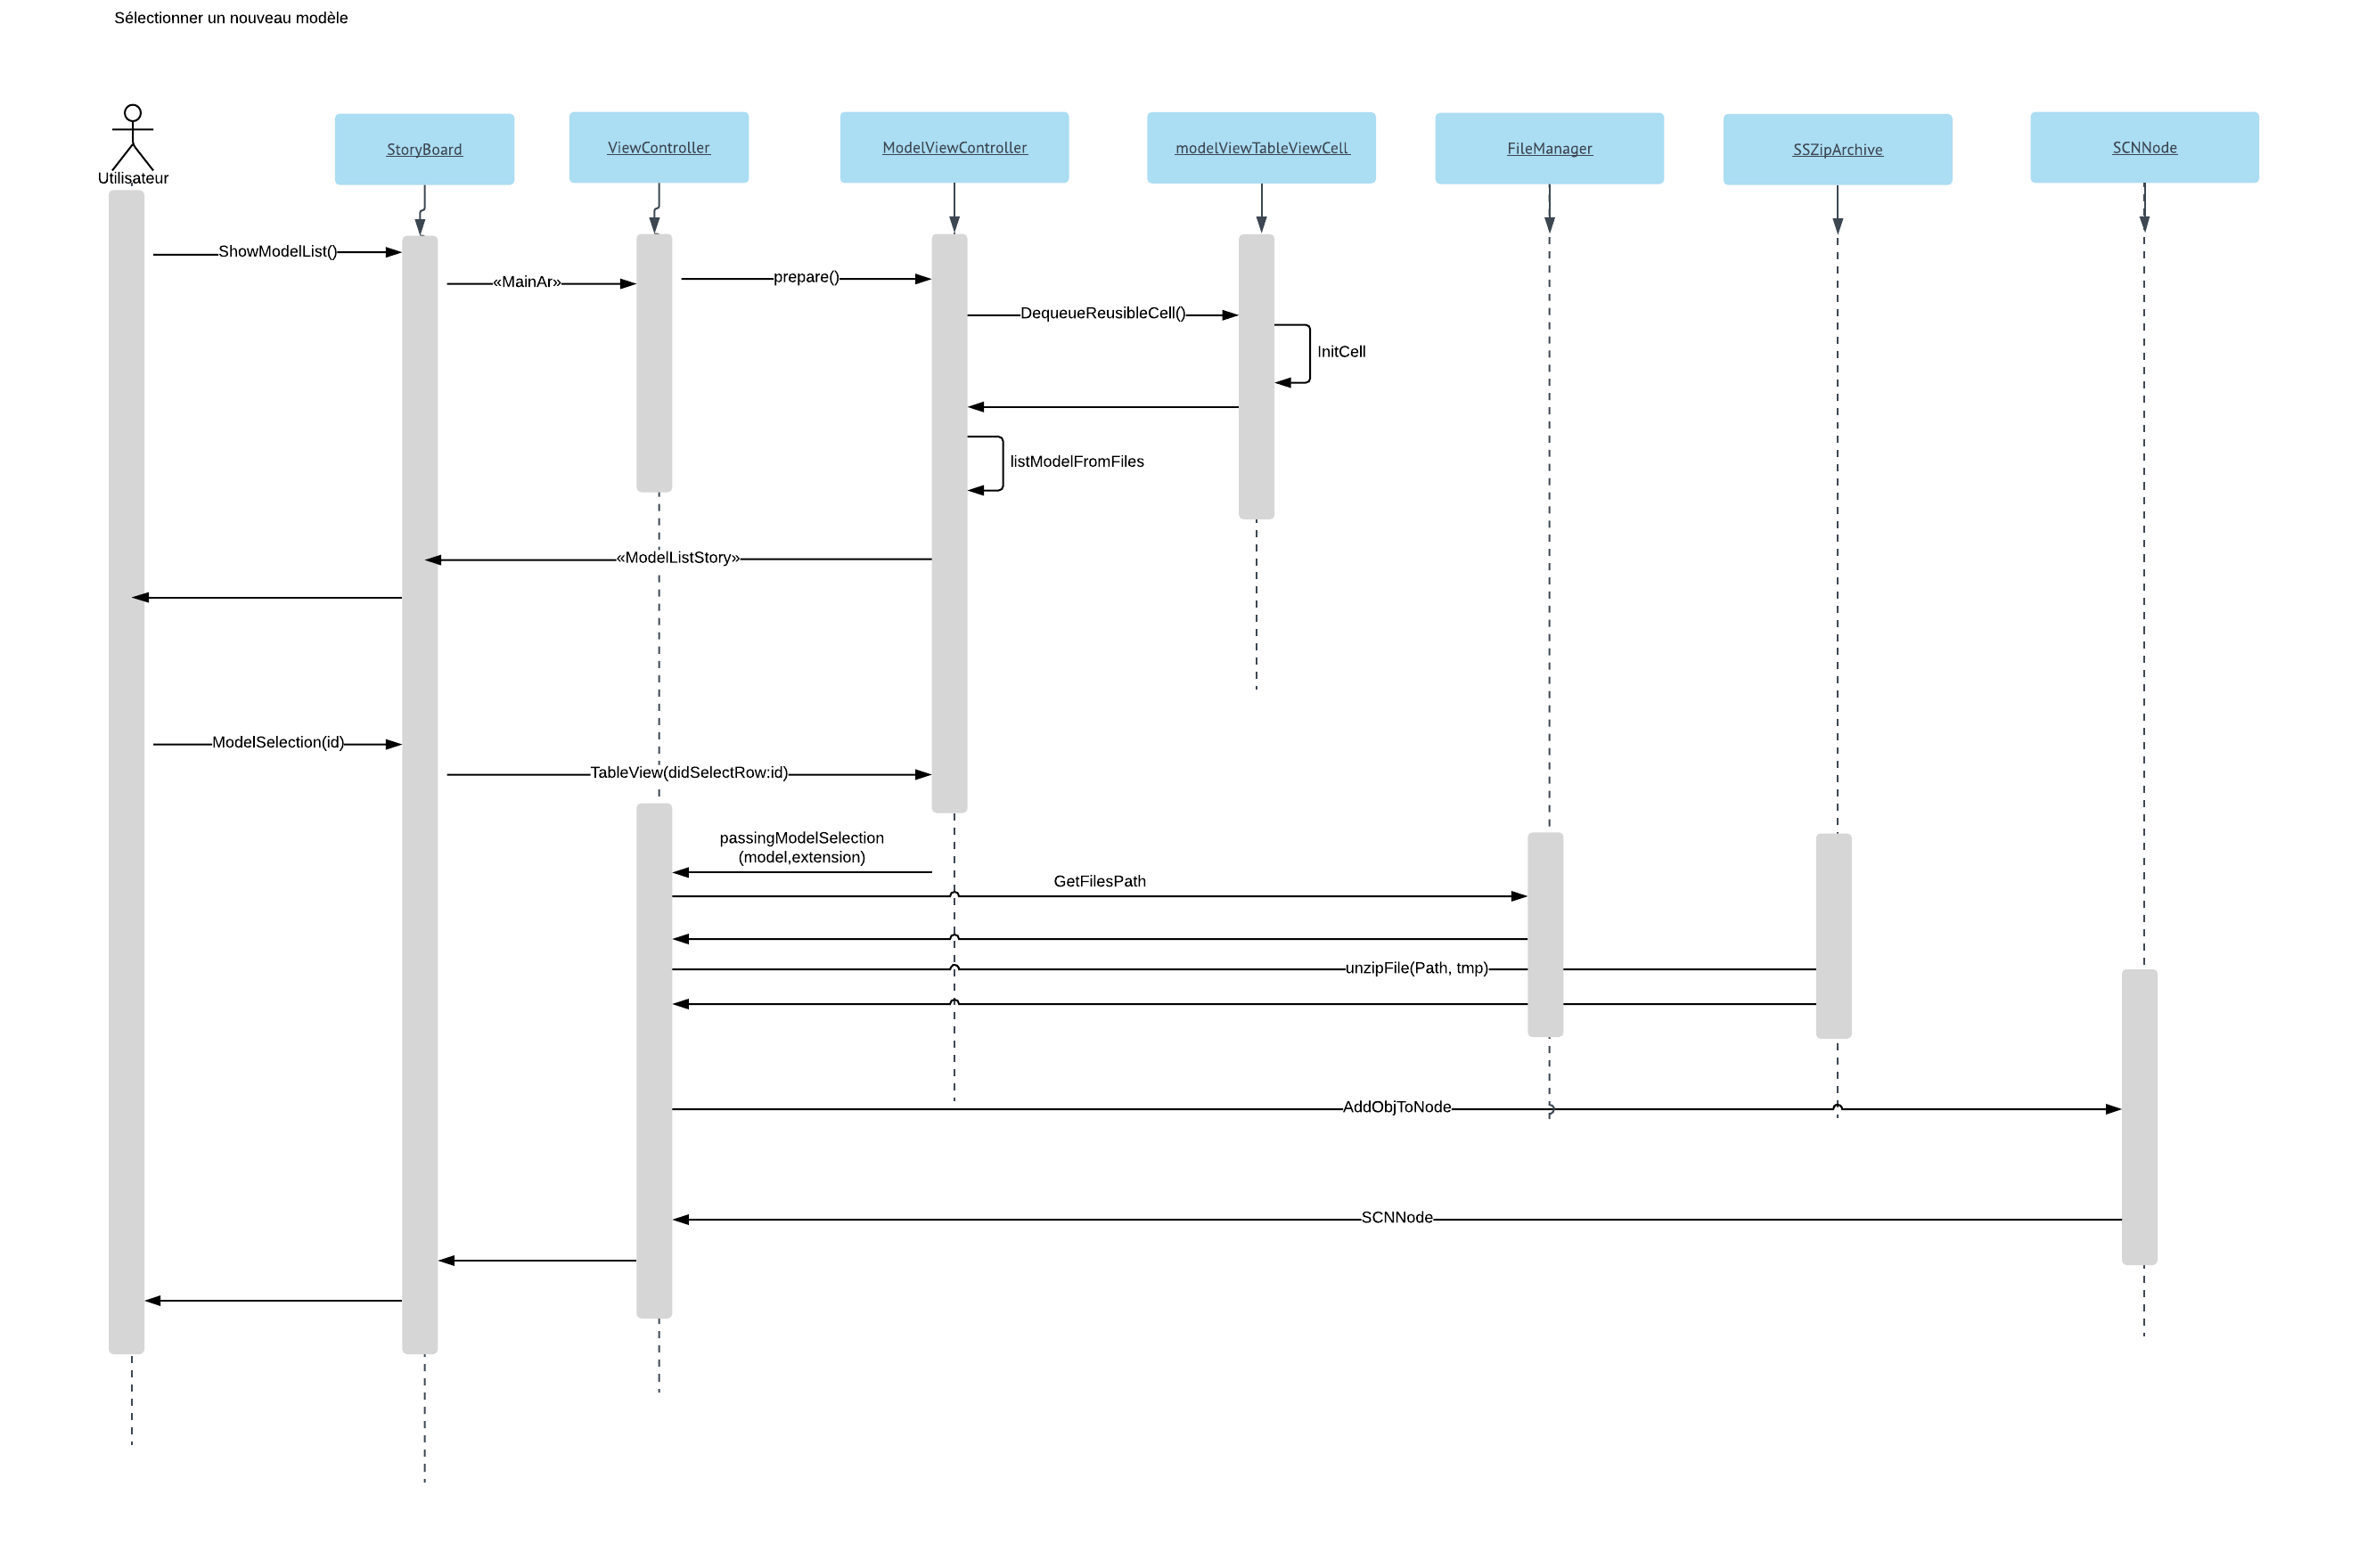 Sélectionner un nouveau modèle
Utilisateur
StoryBoard
ViewController
ModelViewController
modelViewTableViewCell
FileManager
SSZipArchive
SCNNode
ShowModelList()
«MainAr»
prepare()
DequeueReusibleCell()
InitCell
listModelFromFiles
«ModelListStory»
ModelSelection(id)
TableView(didSelectRow:id)
passingModelSelection
(model,extension)
GetFilesPath
unzipFile(Path, tmp)
AddObjToNode
SCNNode